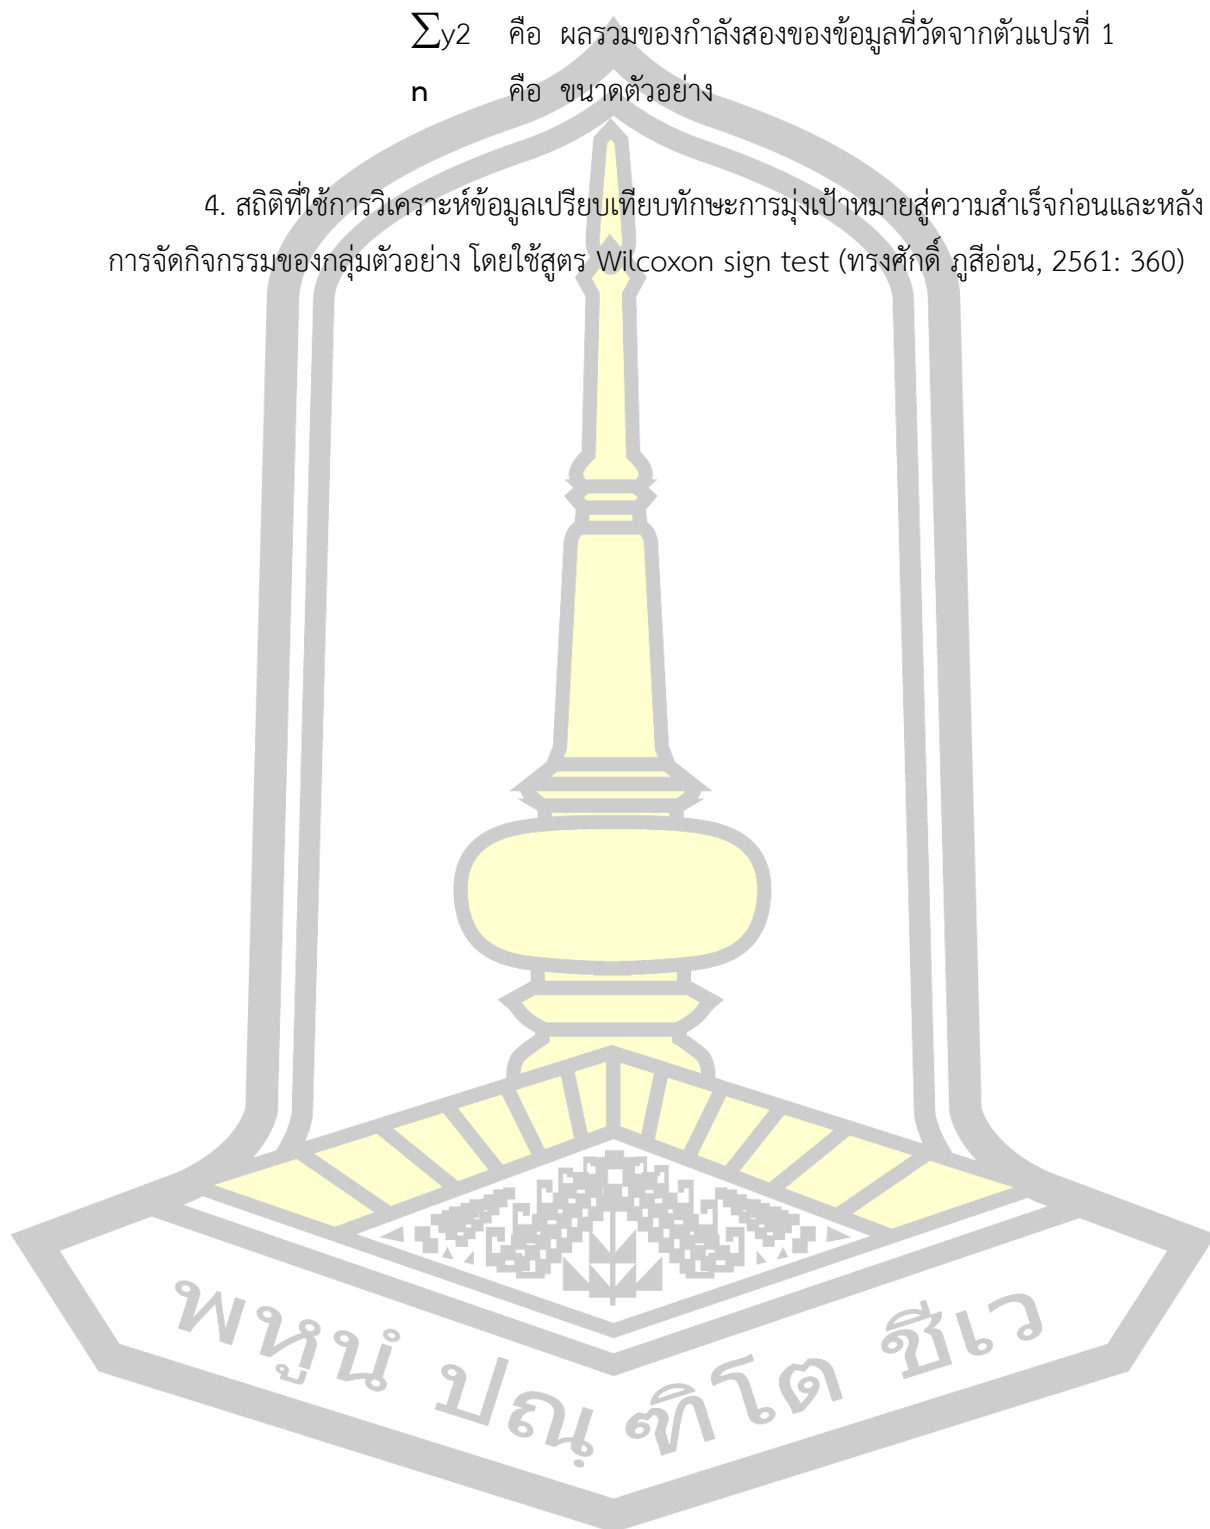 ∑y2 คือ ผลรวมของกำลังสองของข้อมูลที่วัดจากตัวแปรที่ 1
n คือ ขนาดตัวอย่าง
4. สถิติที่ใช้การวิเคราะห์ข้อมูลเปรียบเทียบทักษะการมุ่งเป้าหมายสู่ความสำเร็จก่อนและหลัง
การจัดกิจกรรมของกลุ่มตัวอย่าง โดยใช้สูตร Wilcoxon sign test (ทรงศักดิ์ ภูสีอ่อน, 2561: 360)
พหูนํ ปณฺฑิโต ชีเว